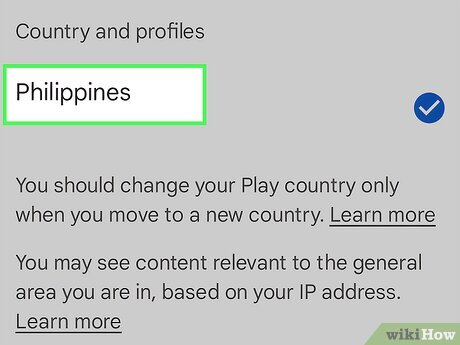 Country and profiles
Philippines
You should change your Play country only
when you move to a new country. Learn more
You may see content relevant to the general
area you are in, based on your IP address.
Learn more
wikiHow